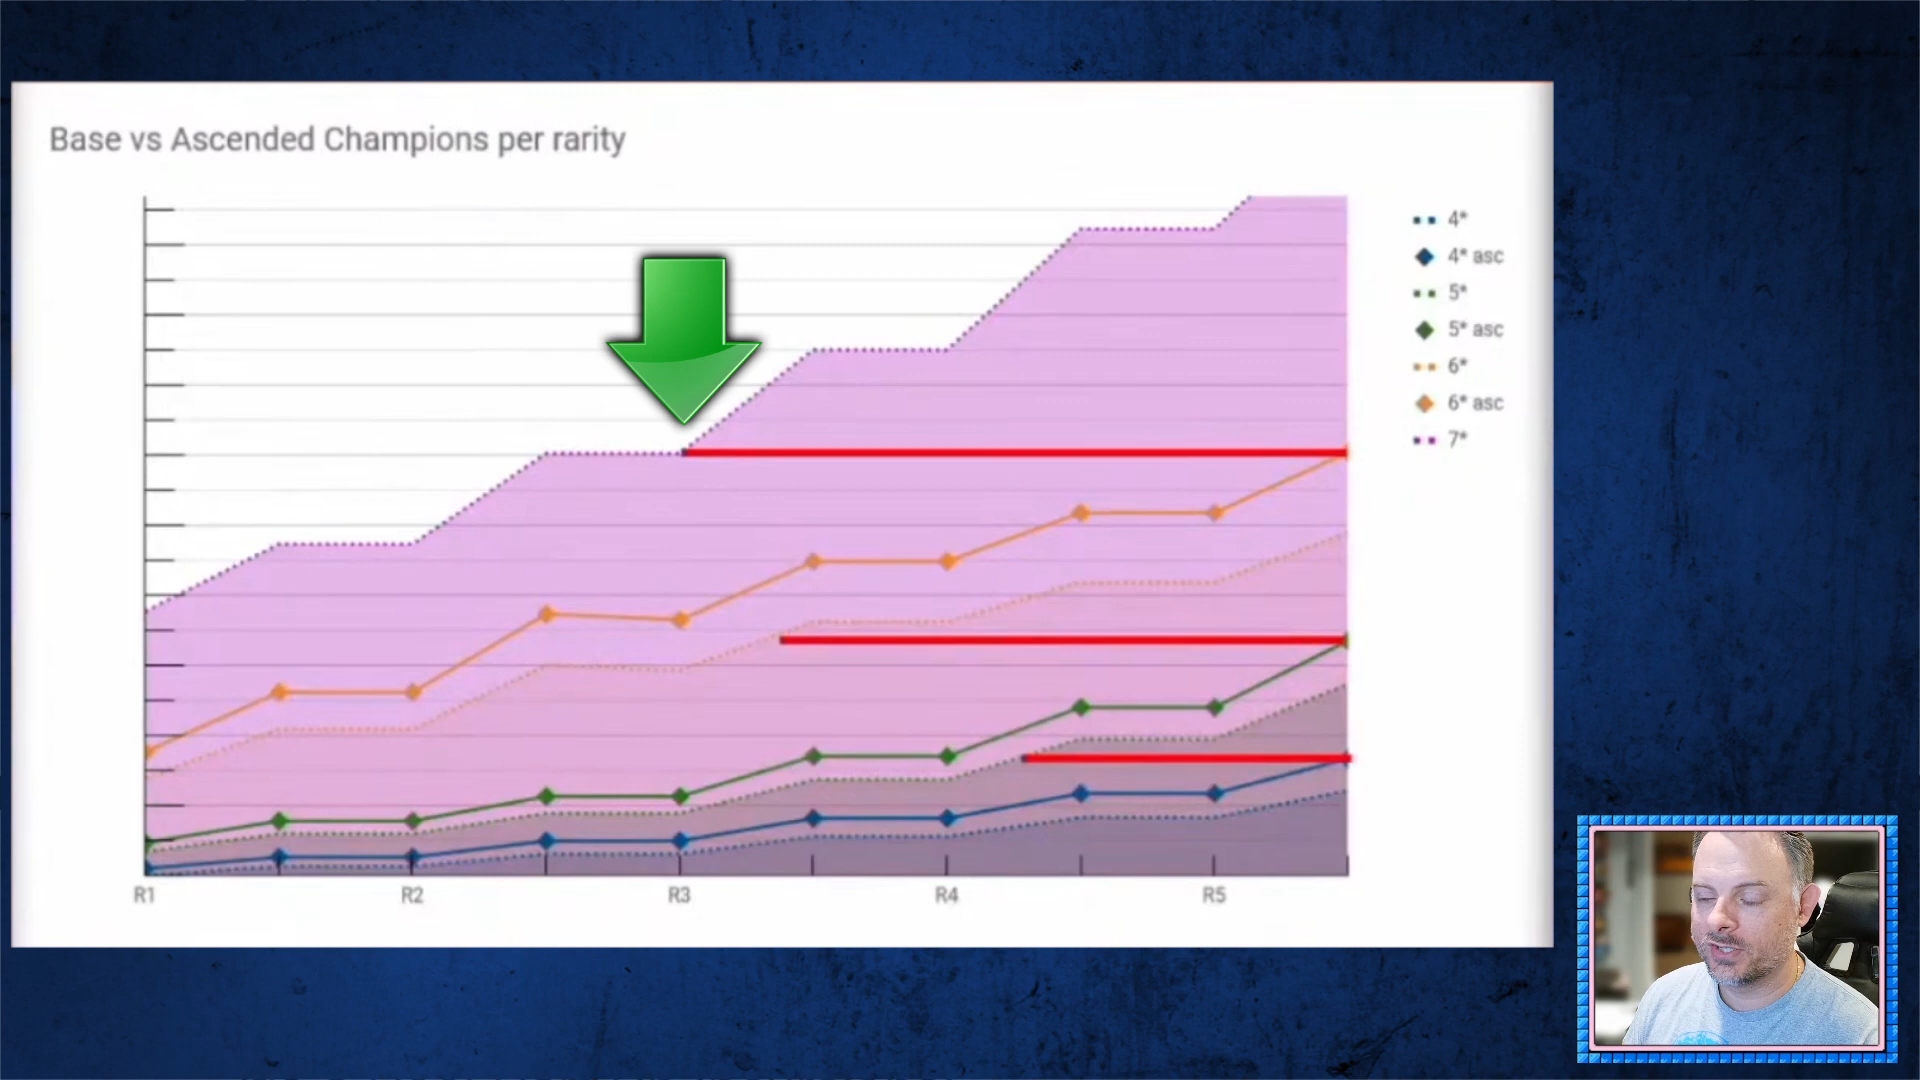 Base vs Ascended Champions per rarity
4*
4* asc
5*
5* asc
6*
6* asc
7*
R1 R2 R3 R4 R5